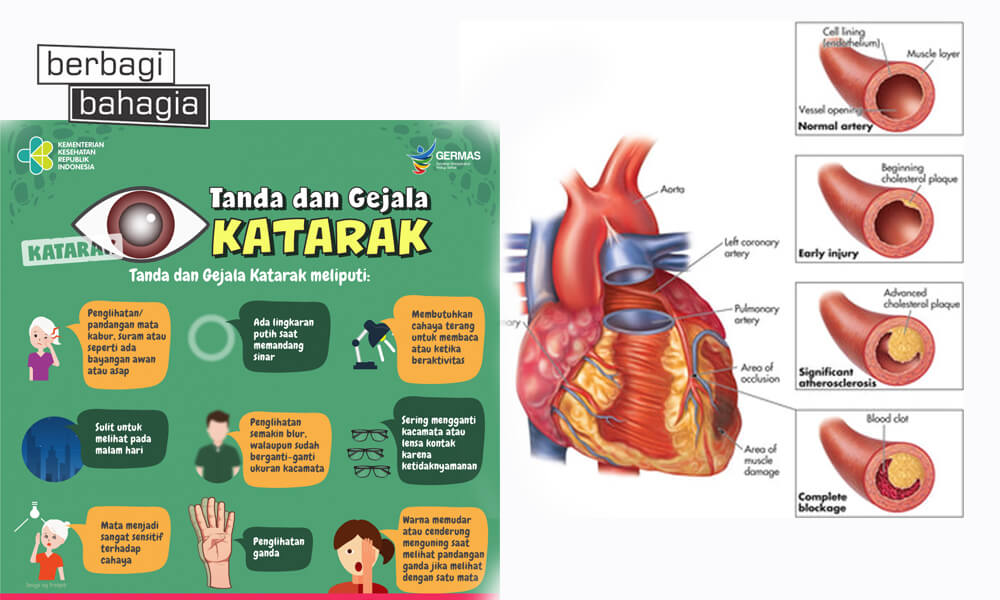 berbagi
bahagia
KEMENTERIAN
KESEHATAN
REPUBLIK
INDONESIA
GERMAS
Tanda dan Gejala
KATARAK
KATARAK
Tanda dan Gejala Katarak meliputi:
Penglihatan/
pandangan mata
kabur, suram atau
seperti ada
bayangan awan
atau asap
Ada lingkaran
putih saat
memandang
sinar
Membutuhkan
cahaya terang
untuk membaca
atau ketika
beraktivitas
Sulit untuk
melihat pada
malam hari
Penglihatan
semakin blur,
walaupun sudah
berganti-ganti
ukuran kacamata
Sering mengganti
kacamata atau
lensa kontak
karena
ketidaknyamanan
Mata menjadi
sangat sensitif
terhadap
cahaya
Penglihatan
ganda
Warna memudar
atau cenderung
menguning saat
melihat pandangan
ganda jika melihat
dengan satu mata
Aorta
Left coronary
artery
Pulmonary
artery
Area of
occlusion
Area of
muscle
damage
Cell lining
(endothelium)
Muscle layer
Vessel opening
Normal artery
Beginning
cholesterol plaque
Early injury
Advanced
cholesterol plaque
Significant
atherosclerosis
Blood clot
Complete
blockage